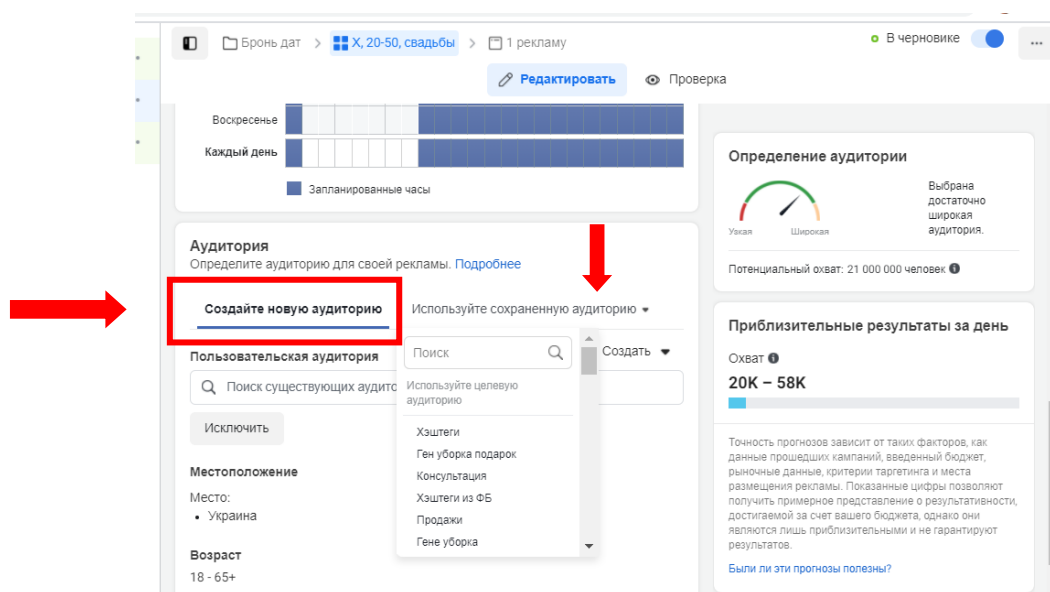 Бронь дат > X, 20-50, свадьбы > 1 рекламу
В черновике
Редактировать
Проверка
Воскресенье
Каждый день
Запланированные часы
Аудитория
Определите аудиторию для своей рекламы. Подробнее
Создайте новую аудиторию
Используйте сохраненную аудиторию
Пользовательская аудитория
Создать
Поиск существующих аудито
Исключить
Поиск
Используйте целевую
аудиторию
Хэштеги
Ген уборка подарок
Консультация
Хэштеги из ФБ
Продажи
Гене уборка
Местоположение
Место:
• Украина
Возраст
18 - 65+
Определение аудитории
Узкая
Широкая
Выбрана
достаточно
широкая
аудитория.
Потенциальный охват: 21 000 000 человек
Приблизительные результаты за день
Охват
20K – 58K
Точность прогнозов зависит от таких факторов, как
данные прошедших кампаний, введенный бюджет,
рыночные данные, критерии таргетинга и места
размещения рекламы. Показанные цифры позволяют
получить примерное представление о результативности,
достигаемой за счет вашего бюджета, однако они
являются лишь приблизительными и не гарантируют
результатов.
Были ли эти прогнозы полезны?